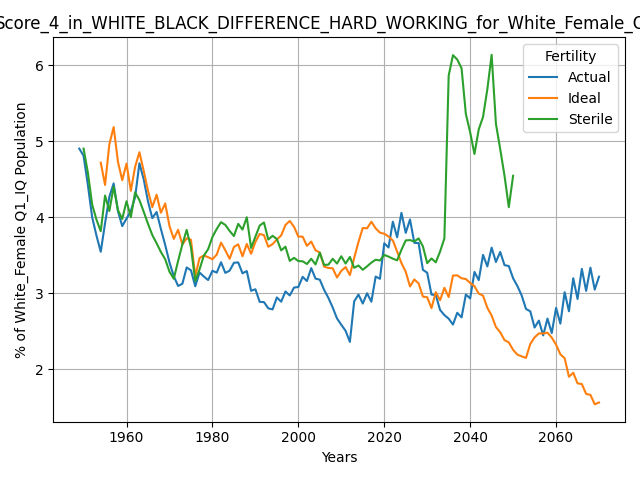 Score_4_in_WHITE_BLACK_DIFFERENCE_HARD_WORKING_for_White_Female_
Fertility
Actual
Ideal
Sterile
% of White_Female Q1_IQ Population
6
5
4
3
2
1960 1980 2000 2020 2040 2060
Years